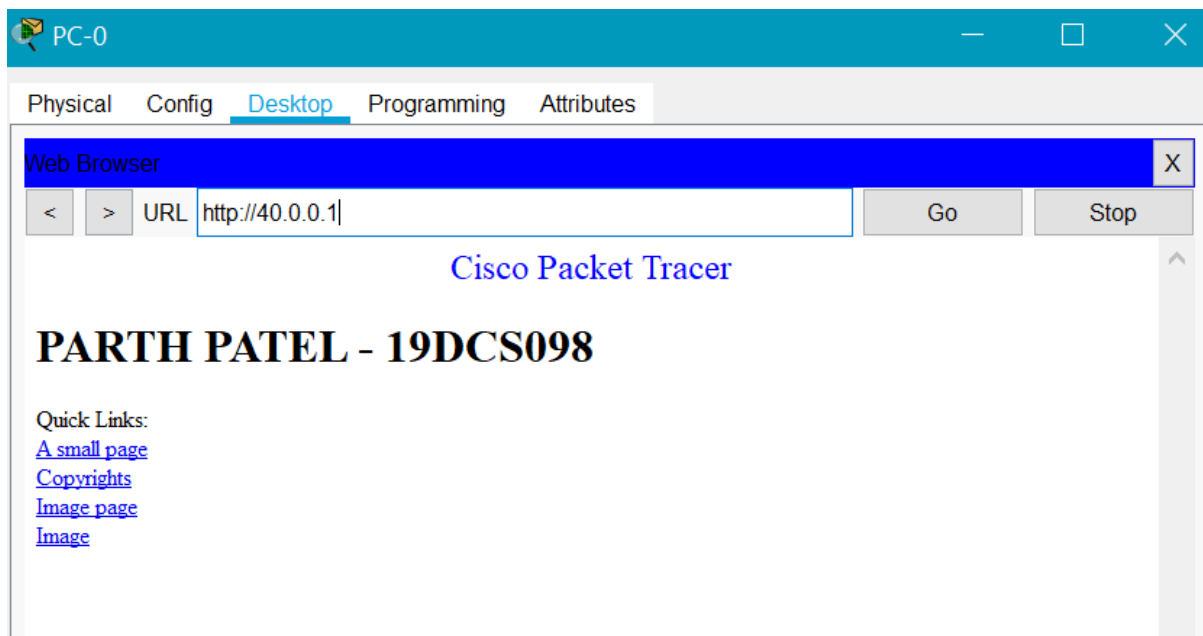 PC-0
Physical Config Desktop Programming Attributes
Web Browser
X
< > URL http://40.0.0.1 Go Stop
Cisco Packet Tracer
PARTH PATEL - 19DCS098
Quick Links:
A small page
Copyrights
Image page
Image